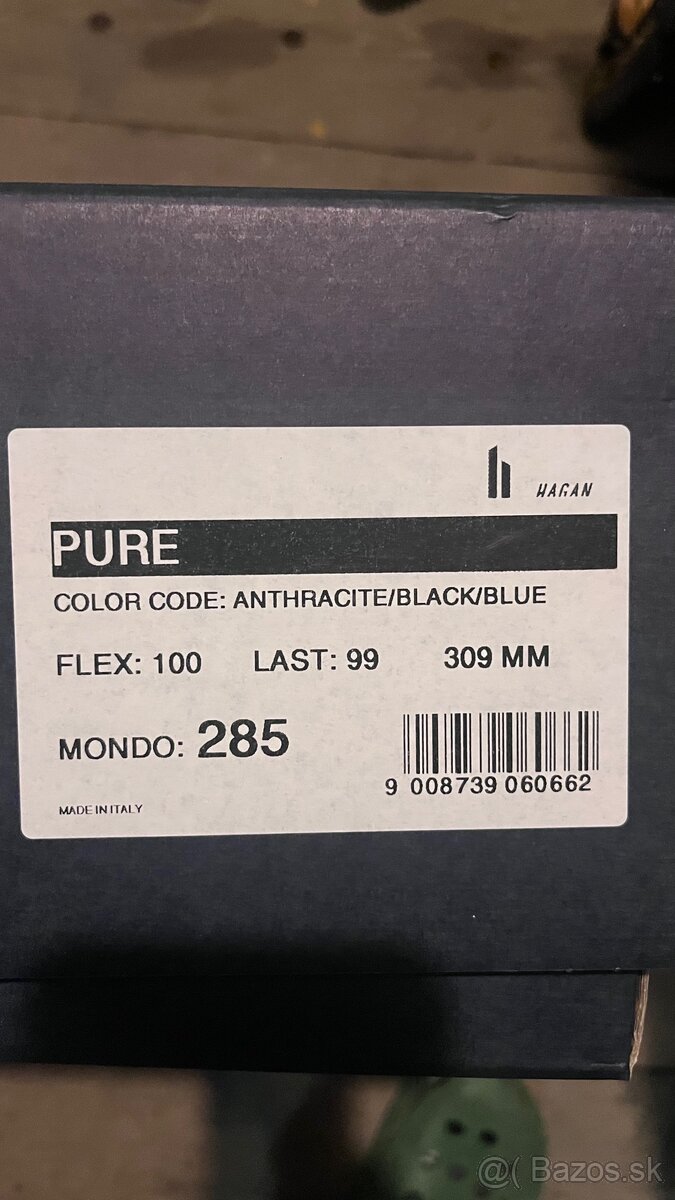 HAGAN
PURE
COLOR CODE: ANTHRACITE/BLACK/BLUE
FLEX: 100 LAST: 99 309 MM
MONDO: 285
9 008739 060662
MADE IN ITALY
@( Bazos.sk